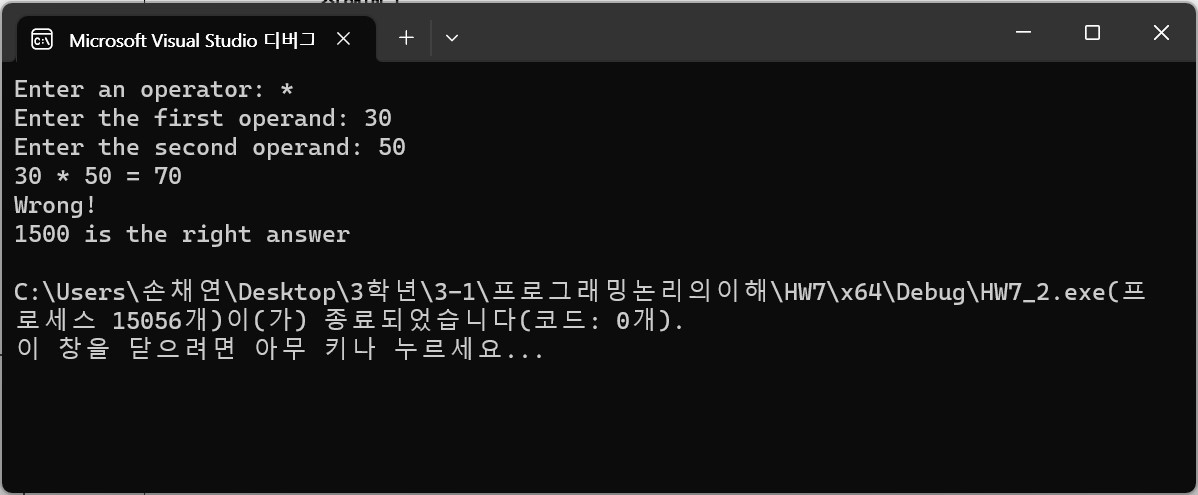 Microsoft Visual Studio 디버그
Enter an operator: *
Enter the first operand: 30
Enter the second operand: 50
30 * 50 = 70
Wrong!
1500 is the right answer
C:\Users\손채연\Desktop\3학년\3-1\프로그래밍논리의이해\HW7\x64\Debug\HW7_2.exe(프
로세스 15056개)이(가) 종료되었습니다(코드: 0개).
이 창을 닫으려면 아무 키나 누르세요...